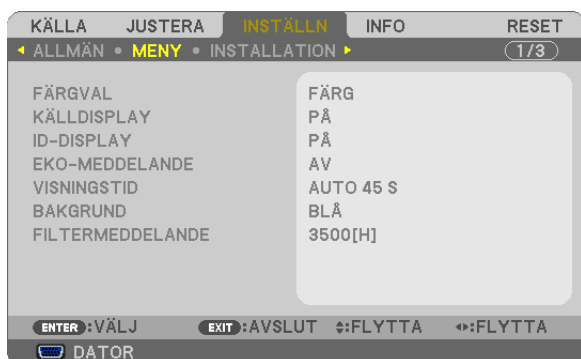 KÄLLA JUSTERA INSTÄLLN INFO RESET
ALLMÄN • MENY • INSTALLATION 1/3
FÄRGVAL FÄRG
KÄLLDISPLAY PÅ
ID-DISPLAY PÅ
EKO-MEDDELANDE AV
VISNINGSTID AUTO 45 S
BAKGRUND BLÅ
FILTERMEDDELANDE 3500[H]
ENTER:VÄLJ EXIT:AVSLUT :FLYTTA :FLYTTA
DATOR